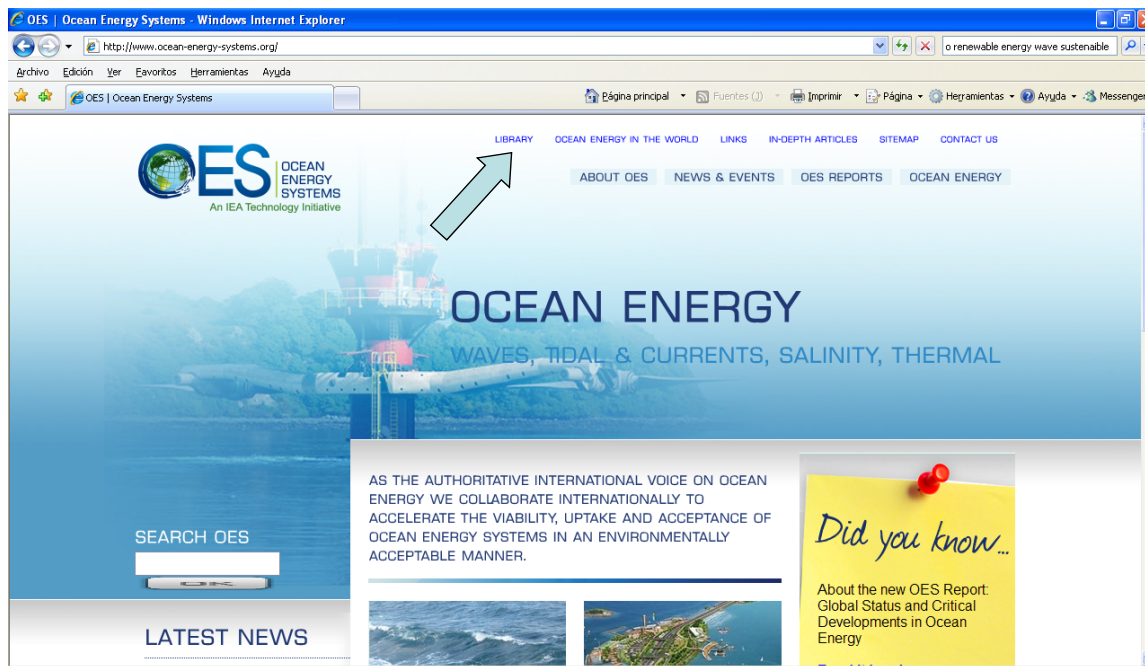 OES | Ocean Energy Systems - Windows Internet Explorer
http://www.ocean-energy-systems.org/
o renewable energy wave sustenaible
Archivo Edición Ver Favoritos Herramientas Ayuda
OES | Ocean Energy Systems
Página principal Fuentes (J) Imprimir Página Herramientas Ayuda Messenger
LIBRARY OCEAN ENERGY IN THE WORLD LINKS IN-DEPTH ARTICLES SITEMAP CONTACT US
ABOUT OES NEWS & EVENTS OES REPORTS OCEAN ENERGY
OES OCEAN
ENERGY
SYSTEMS
An IEA Technology Initiative
OCEAN ENERGY
WAVES, TIDAL & CURRENTS, SALINITY, THERMAL
AS THE AUTHORITATIVE INTERNATIONAL VOICE ON OCEAN
ENERGY WE COLLABORATE INTERNATIONALLY TO
ACCELERATE THE VIABILITY, UPTAKE AND ACCEPTANCE OF
OCEAN ENERGY SYSTEMS IN AN ENVIRONMENTALLY
ACCEPTABLE MANNER.
SEARCH OES
OK
LATEST NEWS
Did you know...
About the new OES Report:
Global Status and Critical
Developments in Ocean
Energy